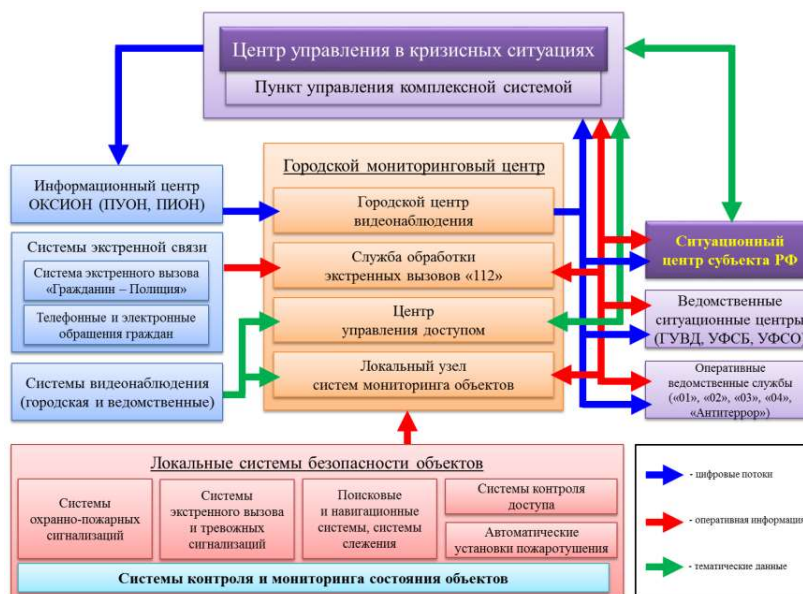 Центр управления в кризисных ситуациях
Пункт управления комплексной системой
Информационный центр
ОКСИОН (ПУОН, ПИОН)
Системы экстренной связи
Система экстренного вызова
«Гражданин – Полиция»
Телефонные и электронные
обращения граждан
Системы видеонаблюдения
(городская и ведомственные)
Городской мониторинговый центр
Городской центр
видеонаблюдения
Служба обработки
экстренных вызовов «112»
Центр
управления доступом
Локальный узел
систем мониторинга объектов
Ситуационный
центр субъекта РФ
Ведомственные
ситуационные центры
(ГУВД, УФСБ, УФСО)
Оперативные
ведомственные службы
(«01», «02», «03», «04»,
«Антитеррор»)
Локальные системы безопасности объектов
Системы
охранно-пожарных
сигнализаций
Системы
экстренного вызова
и тревожных
сигнализаций
Поисковые
и навигационные
системы, системы
слежения
Системы контроля
доступа
Автоматические
установки пожаротушения
Системы контроля и мониторинга состояния объектов
- цифровые потоки
- оперативная информация
- тематические данные